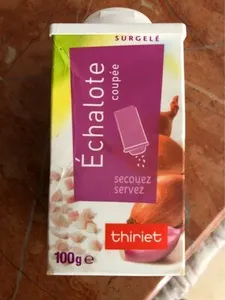 SURGELÉ
Échalote
coupée
secouez
servez
thiriet
100g e